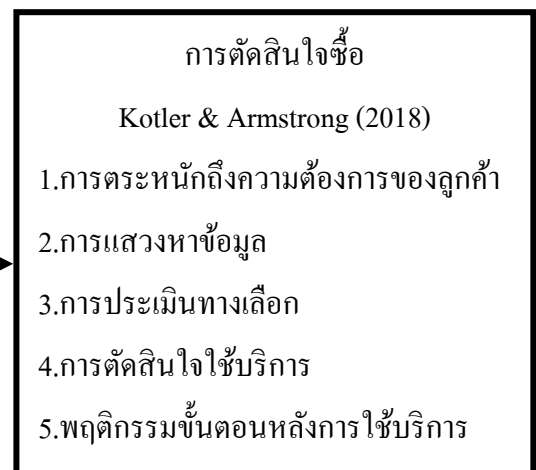 การตัดสินใจซื้อ
Kotler & Armstrong (2018)
1.การตระหนักถึงความต้องการของลูกค้า
2.การแสวงหาข้อมูล
3.การประเมินทางเลือก
4.การตัดสินใจใช้บริการ
5.พฤติกรรมขั้นตอนหลังการใช้บริการ